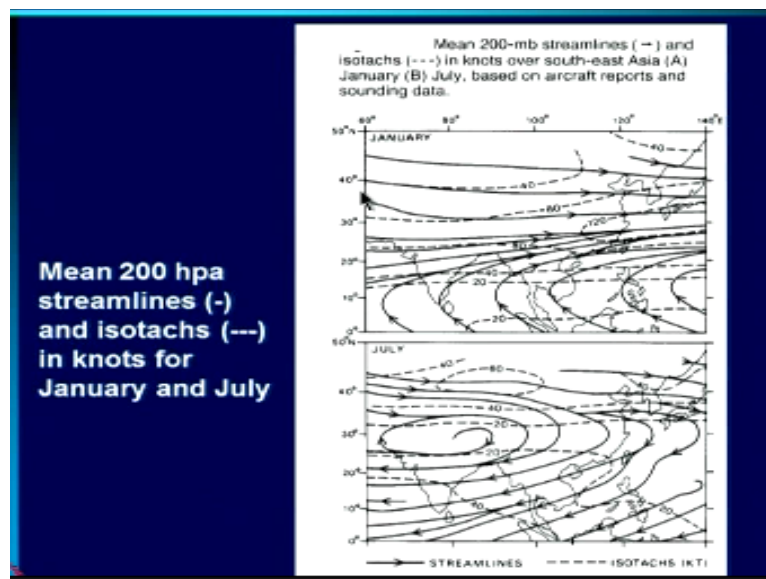 Mean 200-mb streamlines (→) and
isotachs (---) in knots over south-east Asia (A)
January (B) July, based on aircraft reports and
sounding data.
Mean 200 hpa
streamlines (-)
and isotachs (---)
in knots for
January and July
60° 80° 100° 120° 140°E
50°N
JANUARY
40
40°
60
80
30°
120
80
20°
40
20
10°
20
0°
50°N
JULY
40°
40
20
30°
20
20°
10°
40
20
0°
STREAMLINES ISOTACHS (KT)